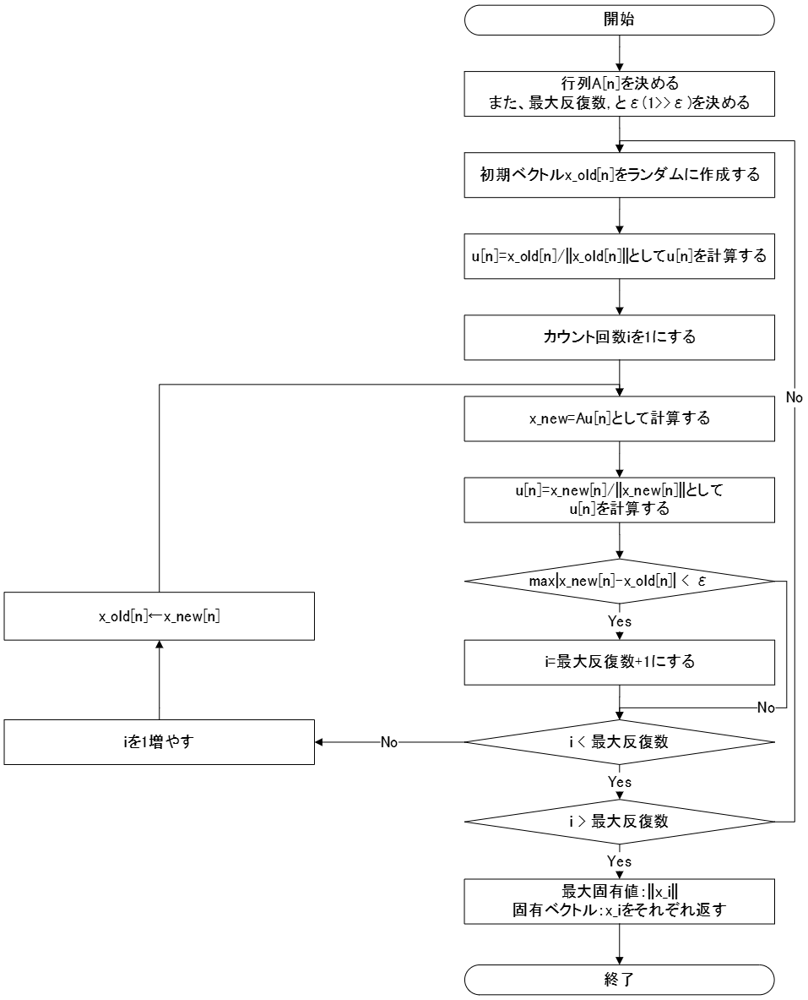 開始
行列A[n]を決める
また、最大反復数,とε(1>>ε)を決める
初期ベクトルx_old[n]をランダムに作成する
u[n]=x_old[n]/||x_old[n]||としてu[n]を計算する
カウント回数iを1にする
No
x_new=Au[n]として計算する
u[n]=x_new[n]/||x_new[n]||として
u[n]を計算する
max|x_new[n]-x_old[n]| < ε
x_old[n]←x_new[n]
Yes
i=最大反復数+1にする
No
iを1増やす
No
i < 最大反復数
Yes
i > 最大反復数
Yes
最大固有値:||x_i||
固有ベクトル:x_iをそれぞれ返す
終了